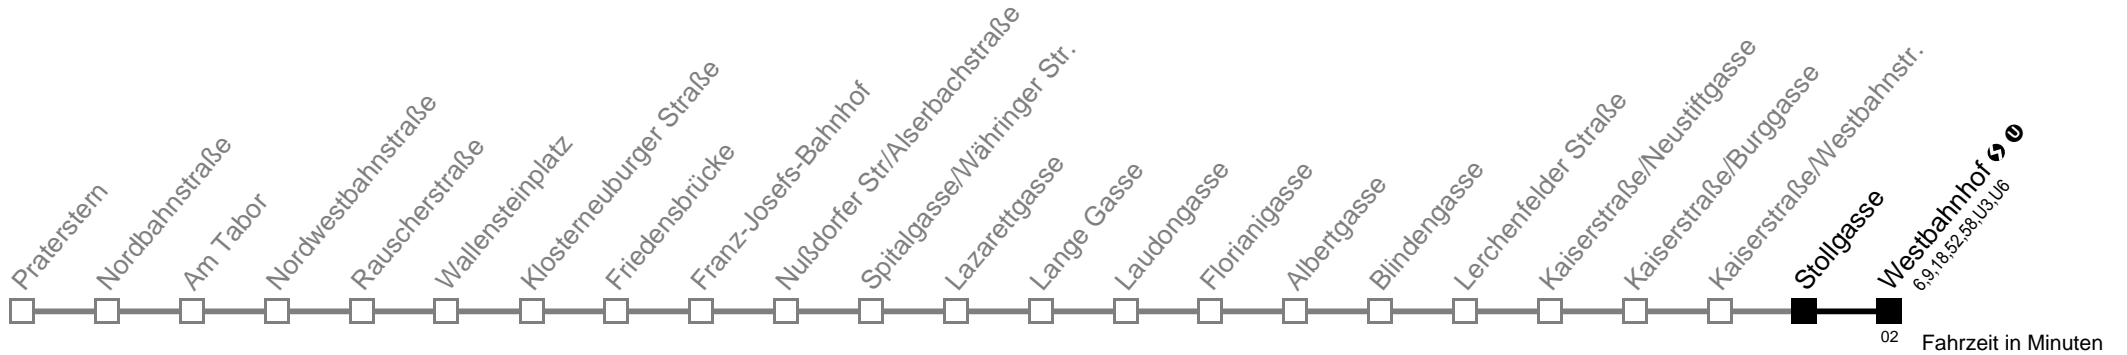 Praterstern
Nordbahnstraße
Am Tabor
Nordwestbahnstraße
Rauscherstraße
Wallensteinplatz
Klosterneuburger Straße
Friedensbrücke
Franz-Josefs-Bahnhof
Nußdorfer Str/Alserbachstraße
Spitalgasse/Währinger Str.
Lazarettgasse
Lange Gasse
Laudongasse
Florianigasse
Albertgasse
Blindengasse
Lerchenfelder Straße
Kaiserstraße/Neustiftgasse
Kaiserstraße/Burggasse
Kaiserstraße/Westbahnstr.
Stollgasse
Westbahnhof U
6,9,18,52,58,U3,U6
02
Fahrzeit in Minuten